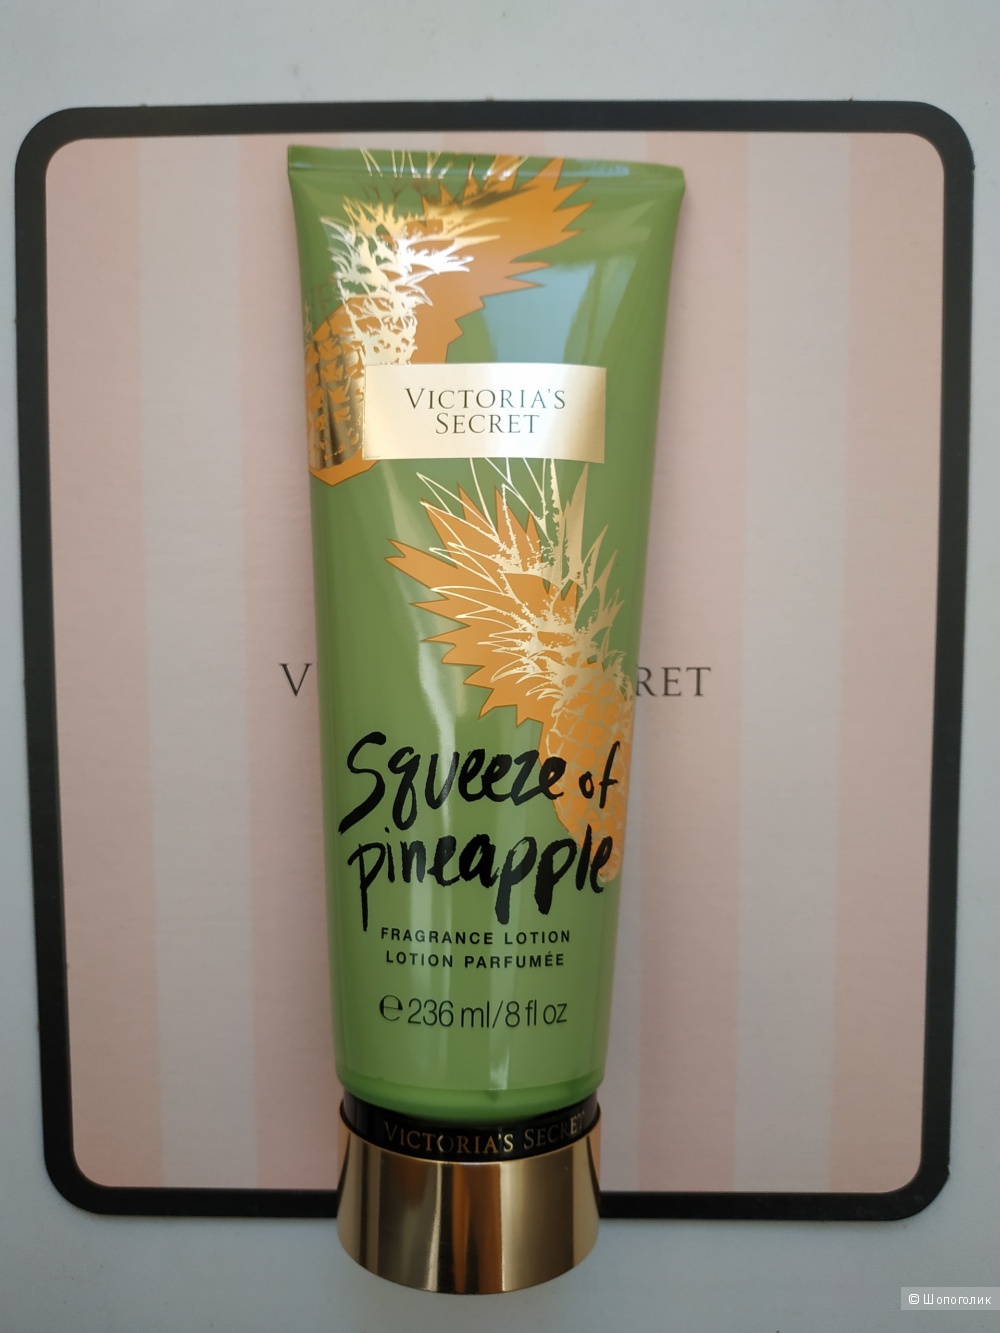 VICTORIA'S
SECRET
V RET
Squeeze of
pineapple
FRAGRANCE LOTION
LOTION PARFUMÉE
℮ 236 ml/8 fl oz
VICTORIA'S SECRET
© Шопоголик